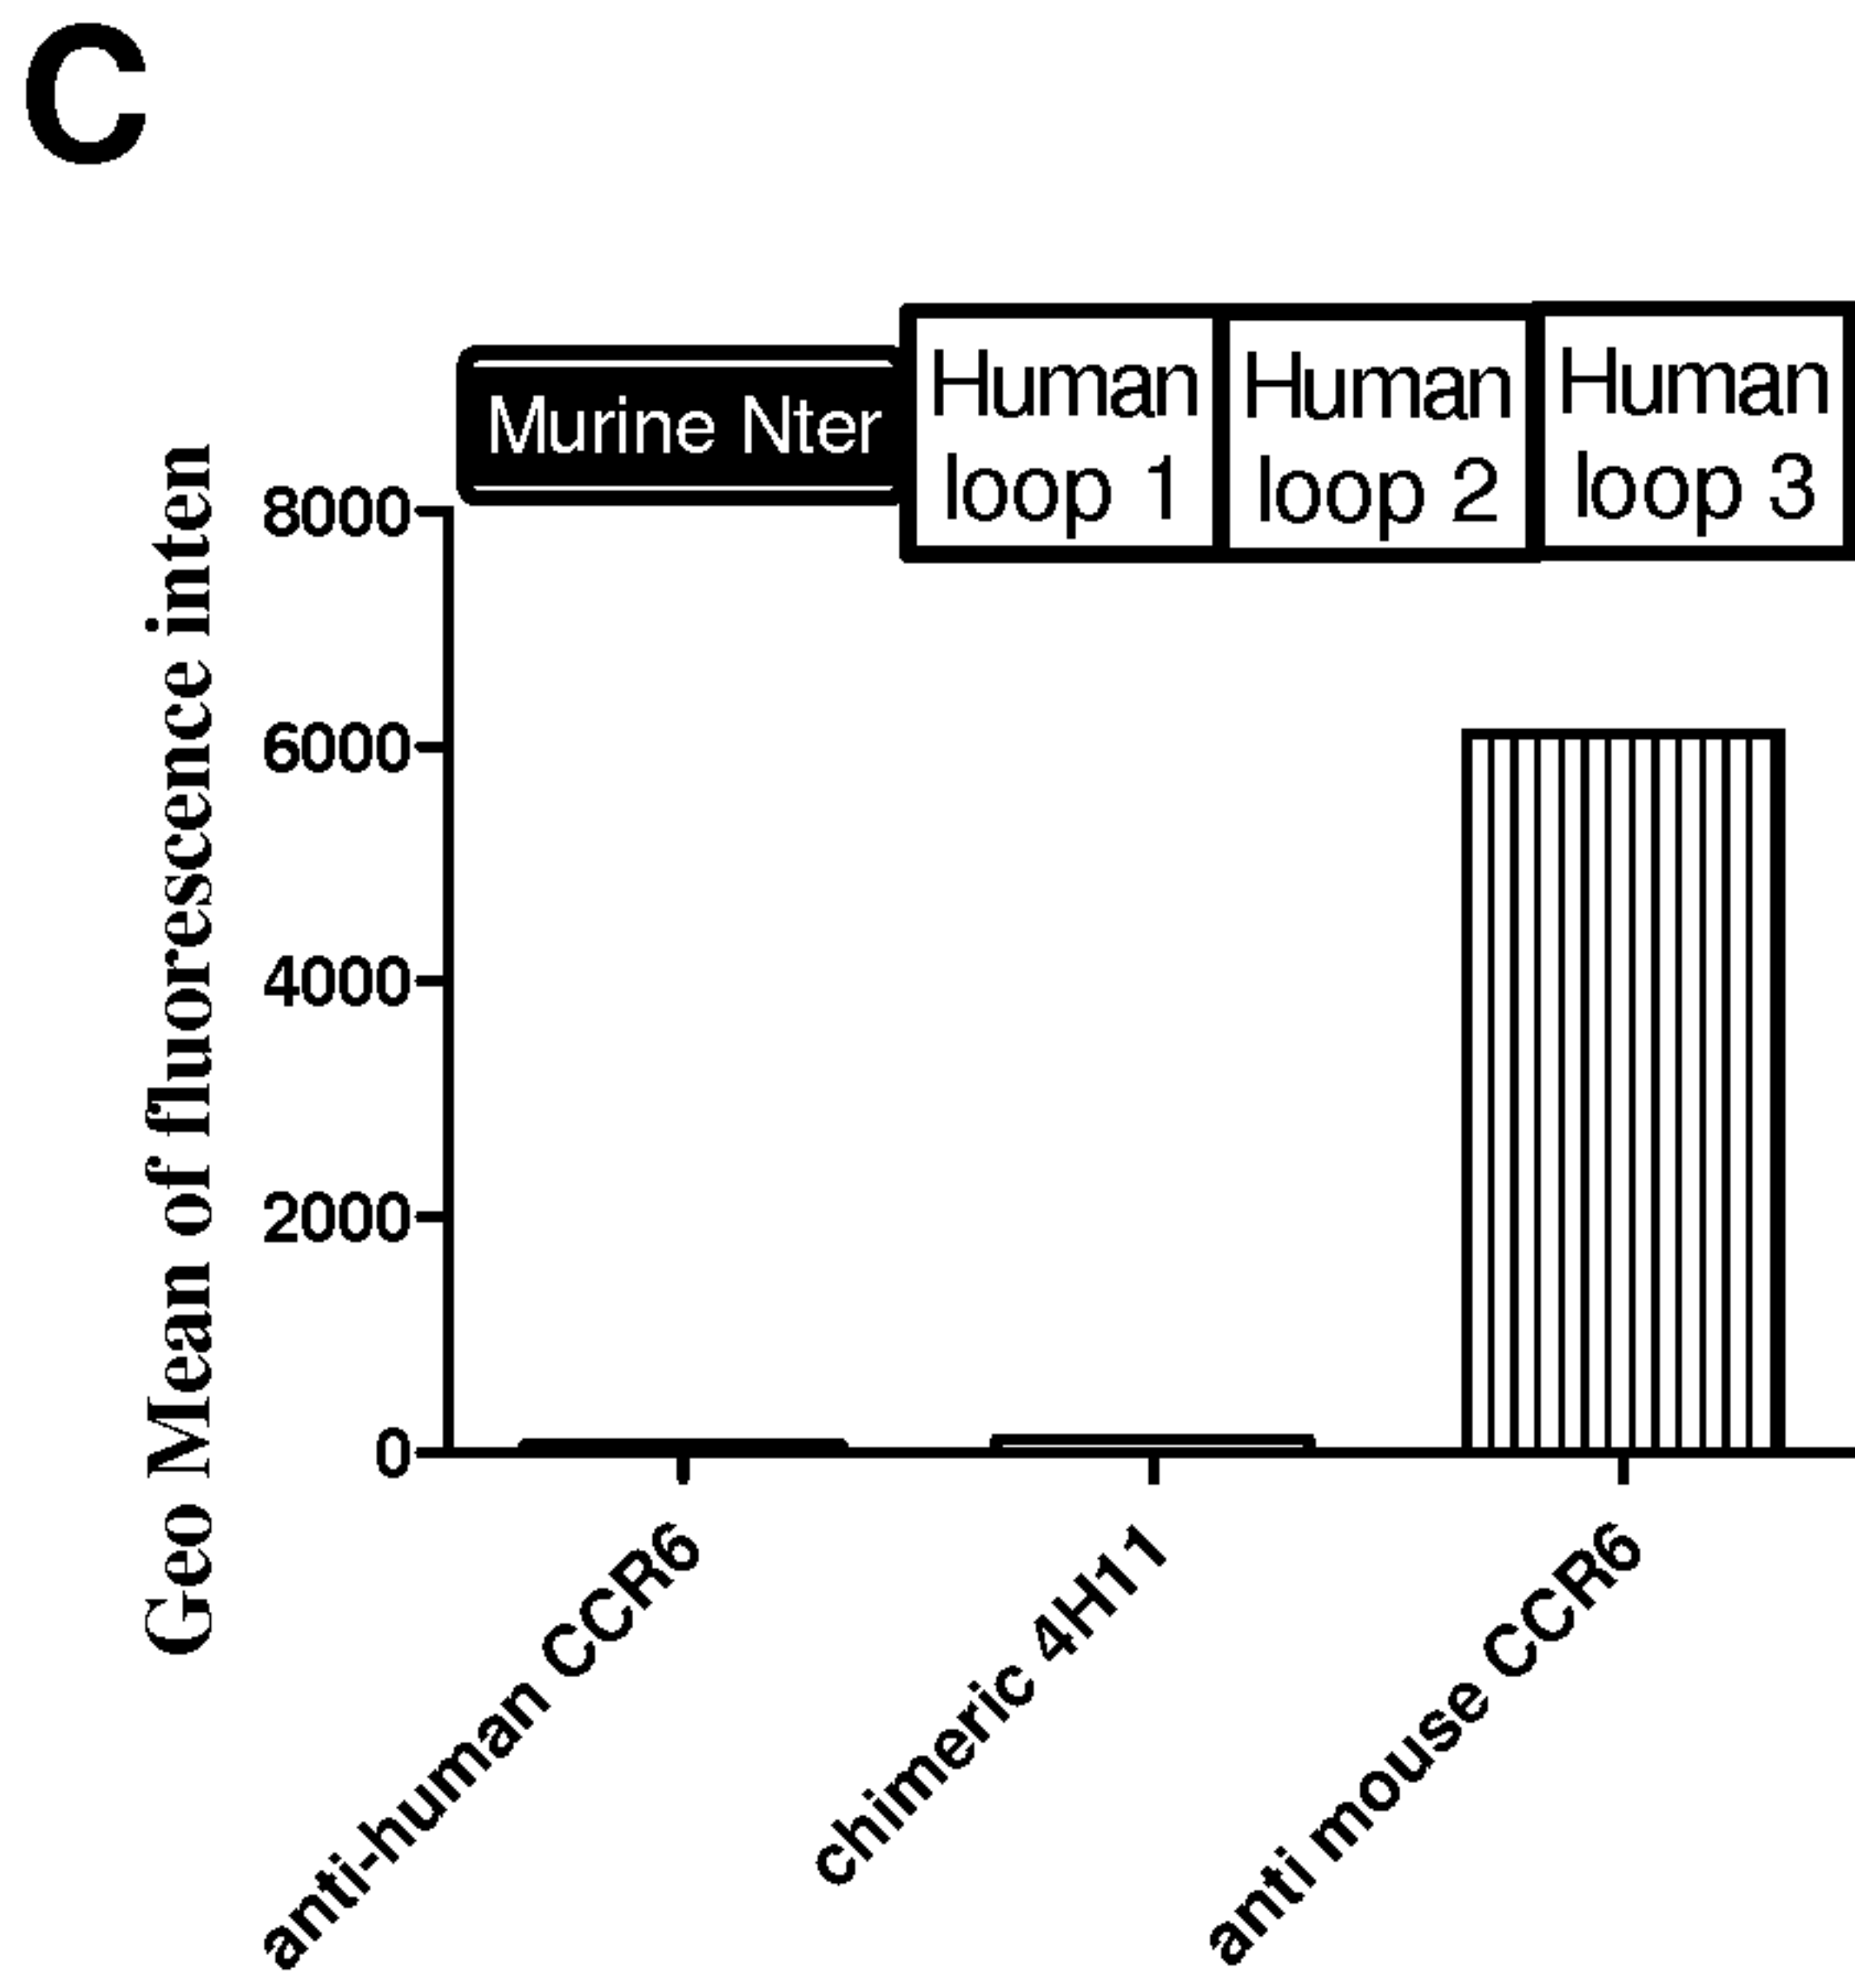 C
Murine Nter
Human
loop 1
Human
loop 2
Human
loop 3
Geo Mean of fluorescence inten
8000
6000
4000
2000
0
anti-human CCR6
chimeric 4H11
anti mouse CCR6